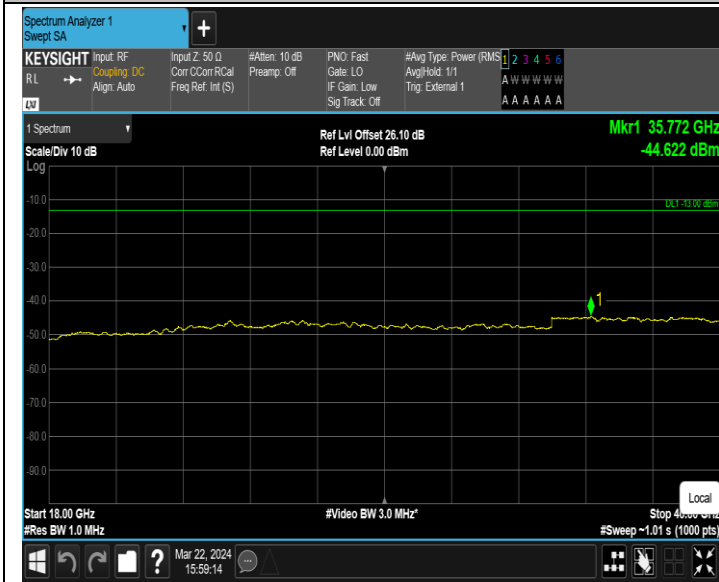 Spectrum Analyzer 1
Swept SA
+
KEYSIGHT
R L
LXI
Input: RF
Coupling: DC
Align: Auto
Input Z: 50 Ω
Corr CCorr RCal
Freq Ref: Int (S)
#Atten: 10 dB
Preamp: Off
PNO: Fast
Gate: LO
IF Gain: Low
Sig Track: Off
#Avg Type: Power (RMS
Avg|Hold: 1/1
Trig: External 1
1 2 3 4 5 6
A W W W W W
A A A A A A
1 Spectrum
Scale/Div 10 dB
Log
Ref Lvl Offset 26.10 dB
Ref Level 0.00 dBm
Mkr1 35.772 GHz
-44.622 dBm
DL1 -13.00 dBm
-10.0
-20.0
-30.0
-40.0
-50.0
-60.0
-70.0
-80.0
-90.0
1
Local
Start 18.00 GHz
#Res BW 1.0 MHz
#Video BW 3.0 MHz*
Stop 40.00 GHz
#Sweep ~1.01 s (1000 pts)
?
Mar 22, 2024
15:59:14